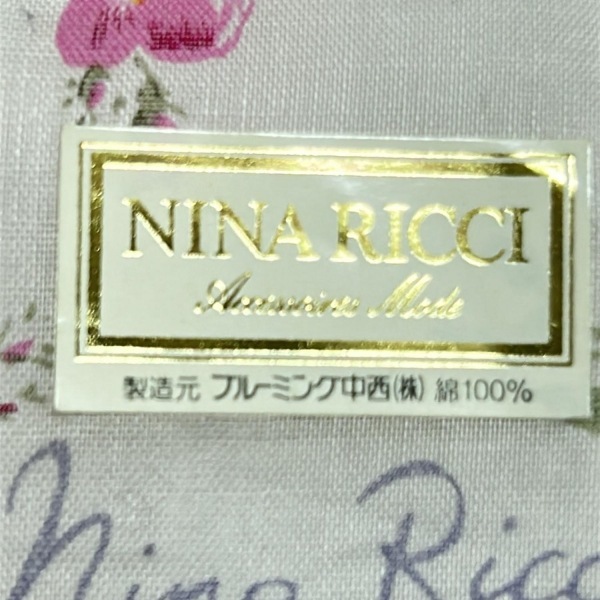 NINA RICCI
Accessoires Mode
製造元 ブルーミング中西(株) 綿100%
Nina Ricc